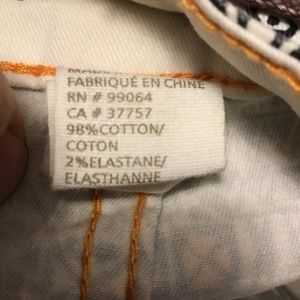 FABRIQUÉ EN CHINE
RN # 99064
CA # 37757
98%COTTON/
COTON
2%ELASTANE/
ELASTHANNE